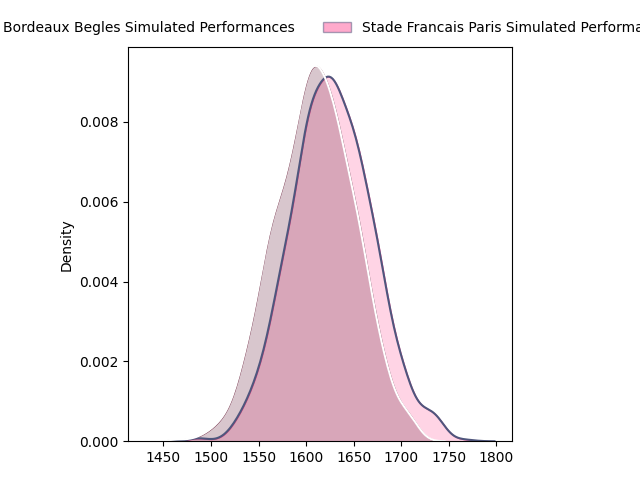 Bordeaux Begles Simulated Performances Stade Francais Paris Simulated Performa
0.008
0.006
Density
0.004
0.002
0.000
1450 1500 1550 1600 1650 1700 1750 1800